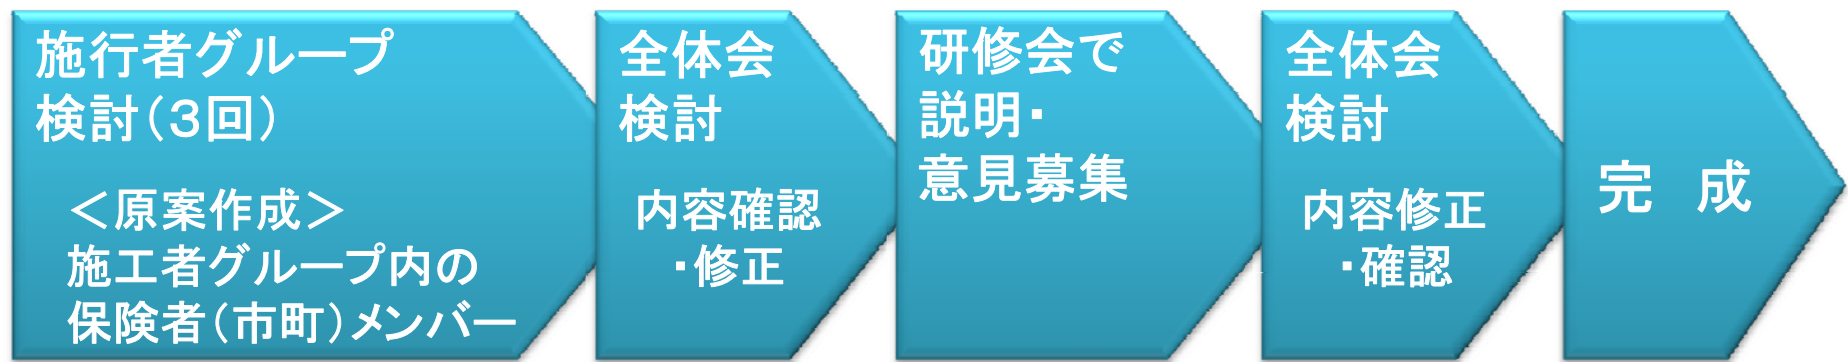 施行者グループ
検討（３回）
＜原案作成＞
施工者グループ内の
保険者（市町）メンバー
全体会
検討
内容確認
・修正
研修会で
説明・
意見募集
全体会
検討
内容修正
・確認
完　成